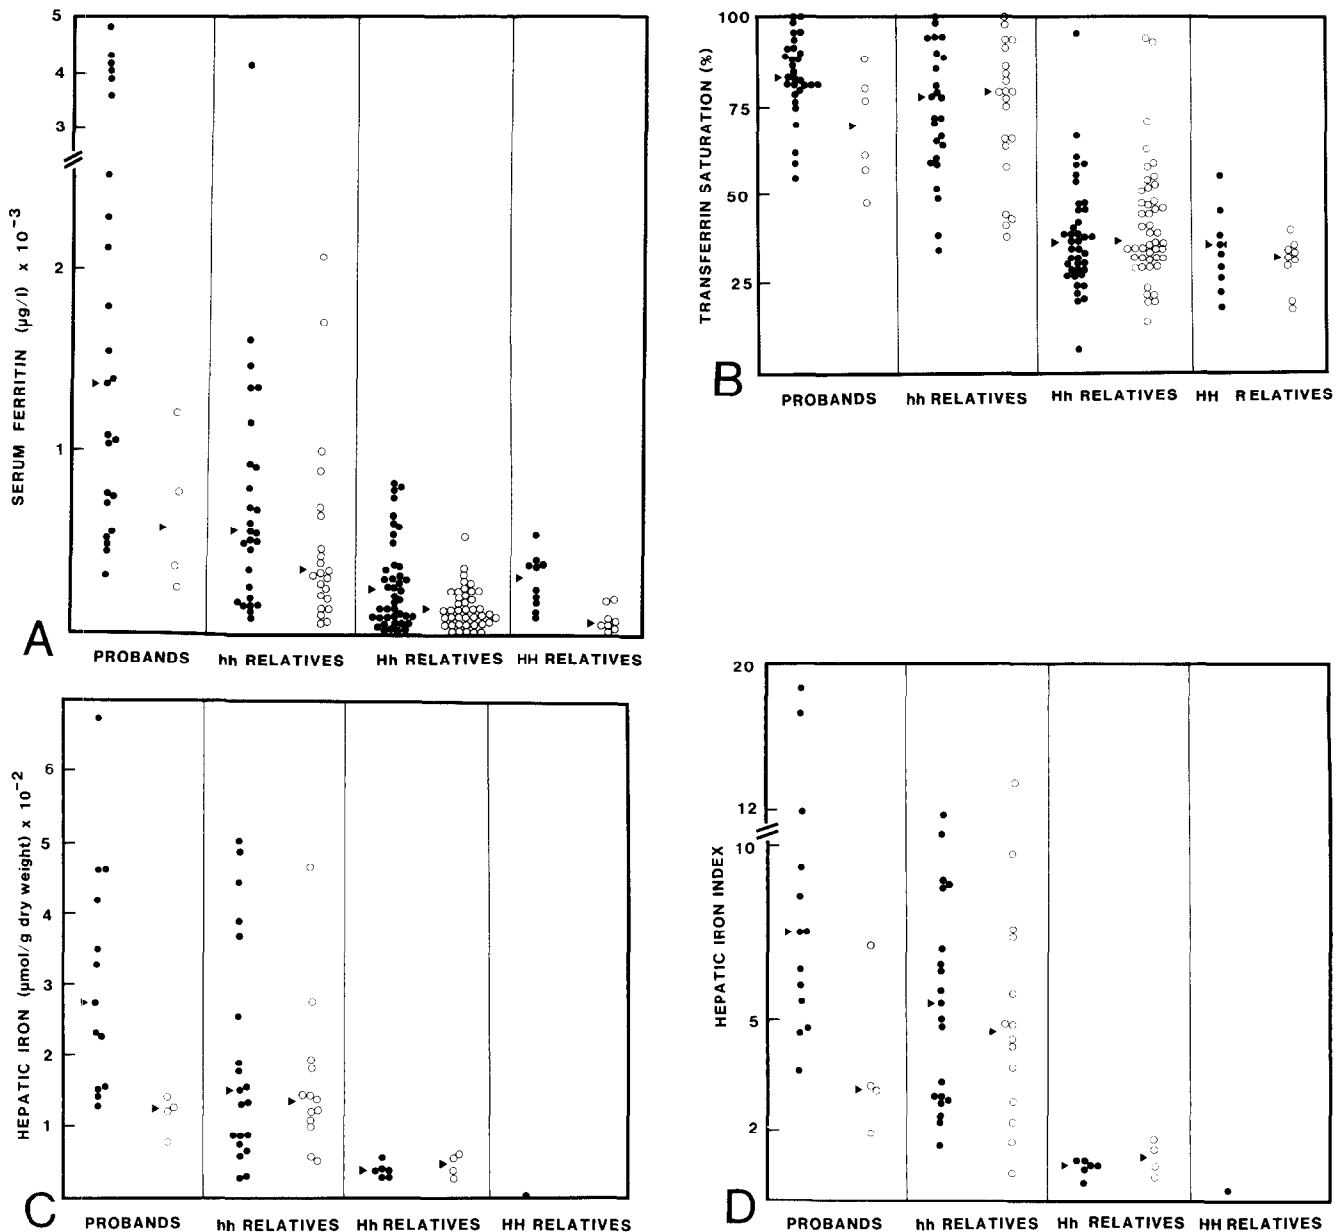 5
4
3
2
1
SERUM FERRITIN (µg/l) x 10⁻³
A
PROBANDS hh RELATIVES Hh RELATIVES HH RELATIVES
100
75
50
25
TRANSFERRIN SATURATION (%)
B
PROBANDS hh RELATIVES Hh RELATIVES HH RELATIVES
6
5
4
3
2
1
HEPATIC IRON (µmol/g dry weight) x 10⁻²
C
PROBANDS hh RELATIVES Hh RELATIVES HH RELATIVES
20
12
10
5
2
HEPATIC IRON INDEX
D
PROBANDS hh RELATIVES Hh RELATIVES HH RELATIVES